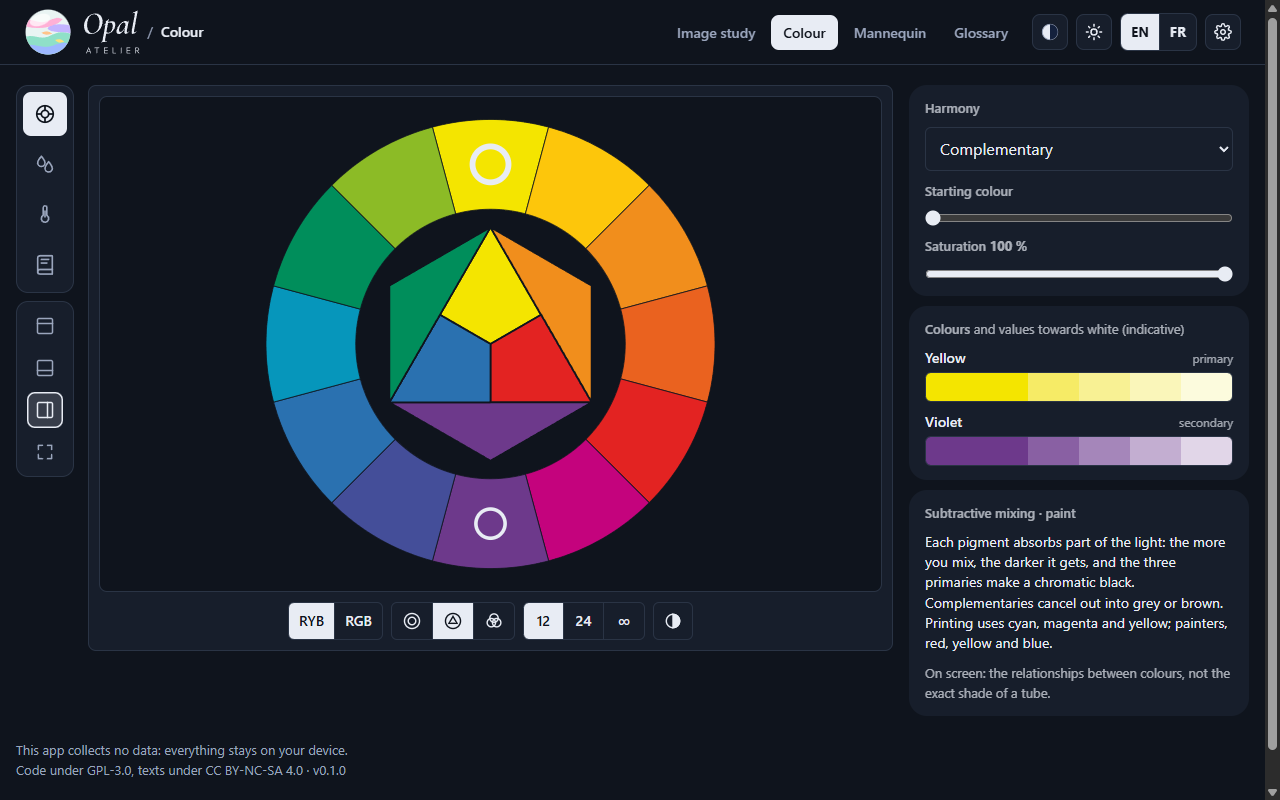 Opal
ATELIER
/ Colour
Image study
Colour
Mannequin
Glossary
EN
FR
Harmony
Complementary
Starting colour
Saturation 100 %
Colours and values towards white (indicative)
Yellow
primary
Violet
secondary
Subtractive mixing · paint
Each pigment absorbs part of the light: the more
you mix, the darker it gets, and the three
primaries make a chromatic black.
Complementaries cancel out into grey or brown.
Printing uses cyan, magenta and yellow; painters,
red, yellow and blue.
On screen: the relationships between colours, not the
exact shade of a tube.
RYB
RGB
12
24
∞
This app collects no data: everything stays on your device.
Code under GPL-3.0, texts under CC BY-NC-SA 4.0 · v0.1.0